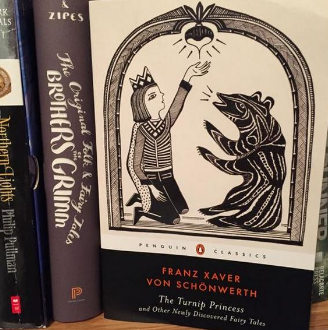 Northern Lights Philip Pullman
& ZIPES
The Original Folk & Fairy Tales
OF THE
BROTHERS GRIMM
P
PENGUIN CLASSICS
FRANZ XAVER
VON SCHÖNWERTH
The Turnip Princess
and Other Newly Discovered Fairy Tales